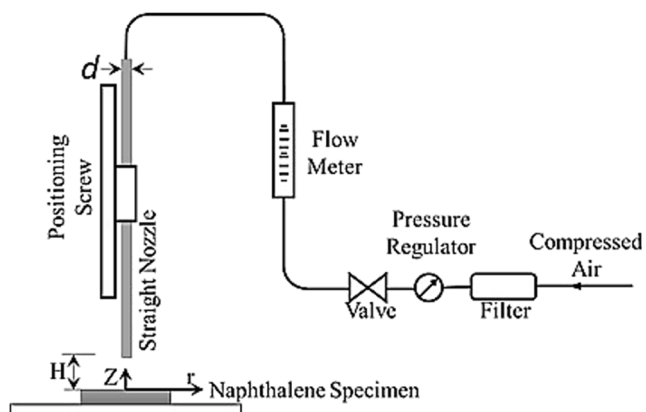 d
Positioning
Screw
Straight Nozzle
Flow
Meter
Pressure
Regulator
Compressed
Air
Valve
Filter
H
Z
r
Naphthalene Specimen